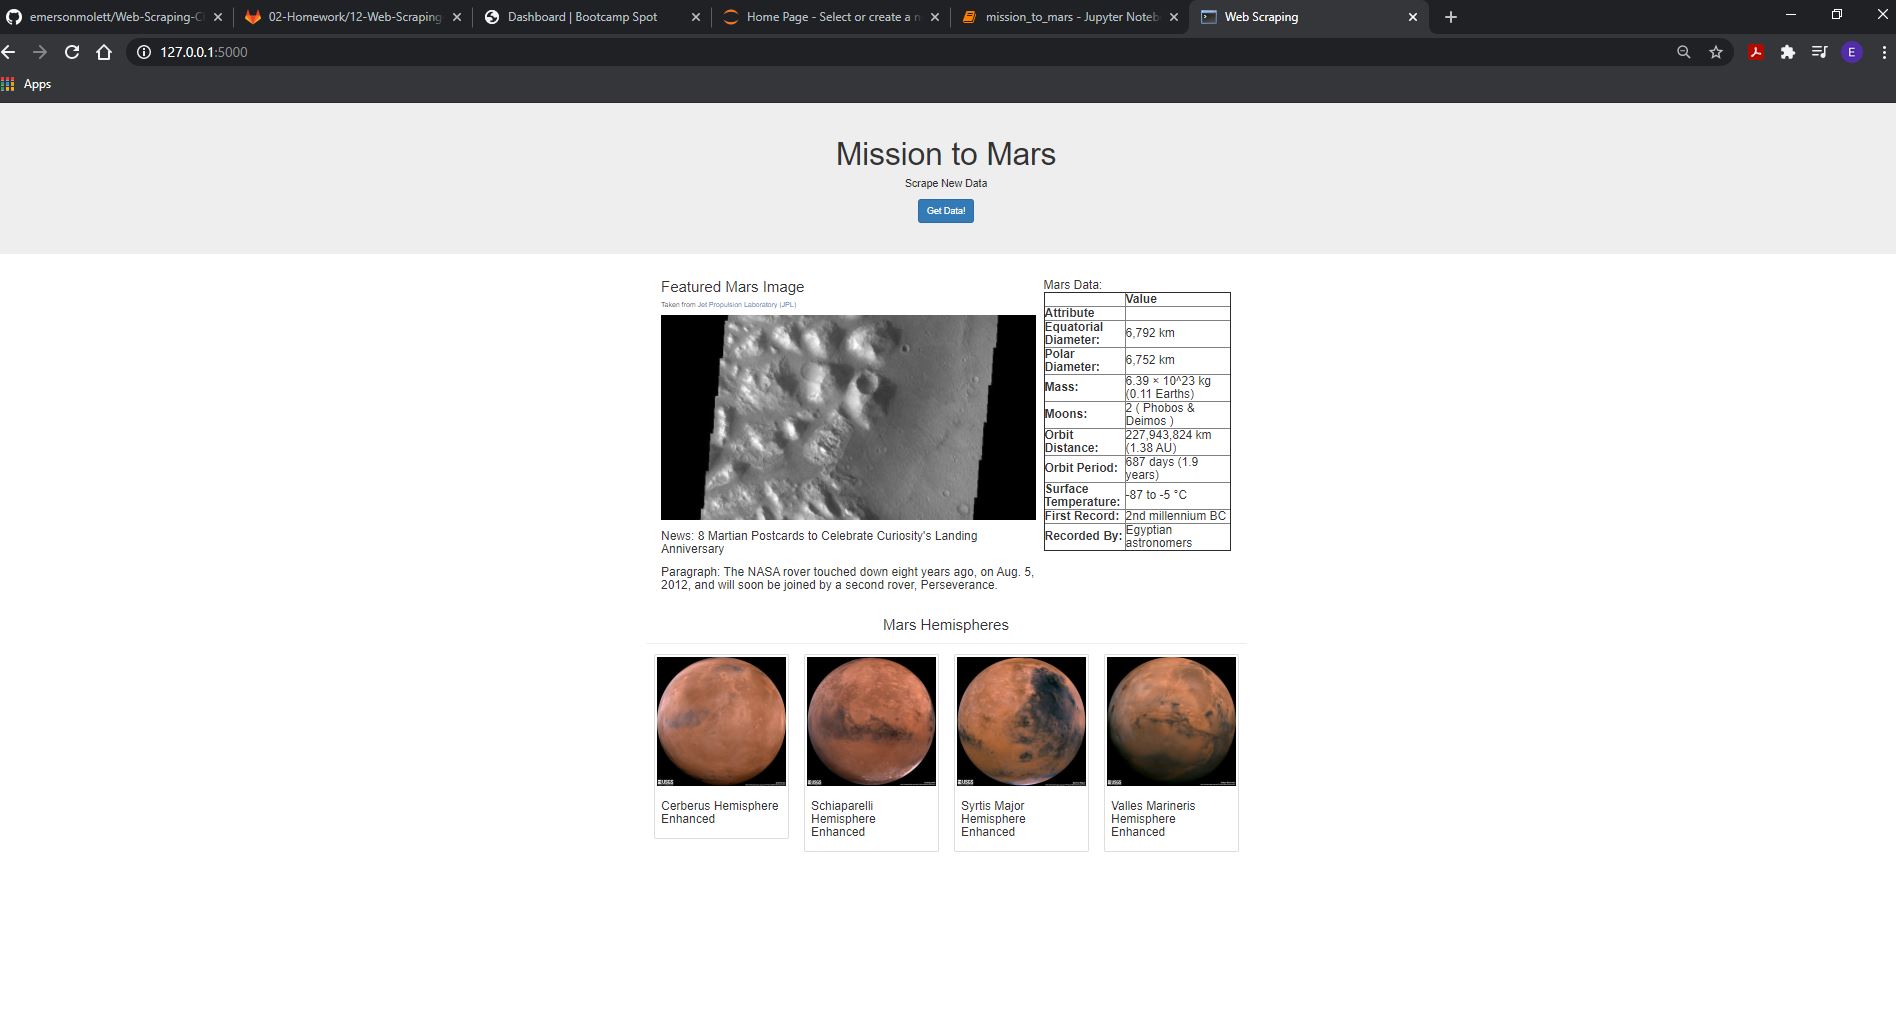 emersonmolett/Web-Scraping-C
02-Homework/12-Web-Scraping
Dashboard | Bootcamp Spot
Home Page - Select or create a n
mission_to_mars - Jupyter Noteb
Web Scraping
127.0.0.1:5000
E
Apps
Mission to Mars
Scrape New Data
Get Data!
Featured Mars Image
Taken from Jet Propulsion Laboratory (JPL)
News: 8 Martian Postcards to Celebrate Curiosity's Landing
Anniversary
Paragraph: The NASA rover touched down eight years ago, on Aug. 5,
2012, and will soon be joined by a second rover, Perseverance.
Mars Data:
Value
Attribute
Equatorial
Diameter:
6,792 km
Polar
Diameter:
6,752 km
Mass:
6.39 × 10^23 kg
(0.11 Earths)
Moons:
2 ( Phobos &
Deimos )
Orbit
Distance:
227,943,824 km
(1.38 AU)
Orbit Period:
687 days (1.9
years)
Surface
Temperature:
-87 to -5 °C
First Record:
2nd millennium BC
Recorded By:
Egyptian
astronomers
Mars Hemispheres
USGS
USGS
USGS
USGS
Cerberus Hemisphere
Enhanced
Schiaparelli
Hemisphere
Enhanced
Syrtis Major
Hemisphere
Enhanced
Valles Marineris
Hemisphere
Enhanced